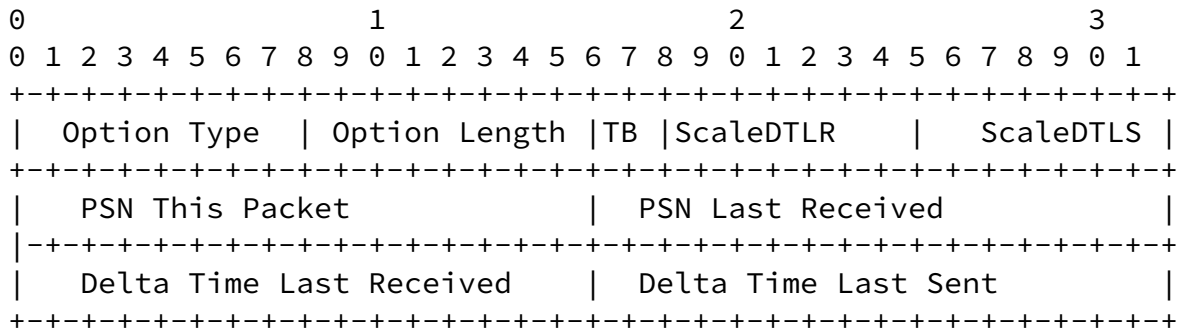 0                   1                   2                   3
0 1 2 3 4 5 6 7 8 9 0 1 2 3 4 5 6 7 8 9 0 1 2 3 4 5 6 7 8 9 0 1
+-+-+-+-+-+-+-+-+-+-+-+-+-+-+-+-+-+-+-+-+-+-+-+-+-+-+-+-+-+-+-+-+
|  Option Type  | Option Length |TB |ScaleDTLR    |   ScaleDTLS |
+-+-+-+-+-+-+-+-+-+-+-+-+-+-+-+-+-+-+-+-+-+-+-+-+-+-+-+-+-+-+-+-+
|   PSN This Packet             |  PSN Last Received            |
|-+-+-+-+-+-+-+-+-+-+-+-+-+-+-+-+-+-+-+-+-+-+-+-+-+-+-+-+-+-+-+-+
|   Delta Time Last Received    |  Delta Time Last Sent         |
+-+-+-+-+-+-+-+-+-+-+-+-+-+-+-+-+-+-+-+-+-+-+-+-+-+-+-+-+-+-+-+-+